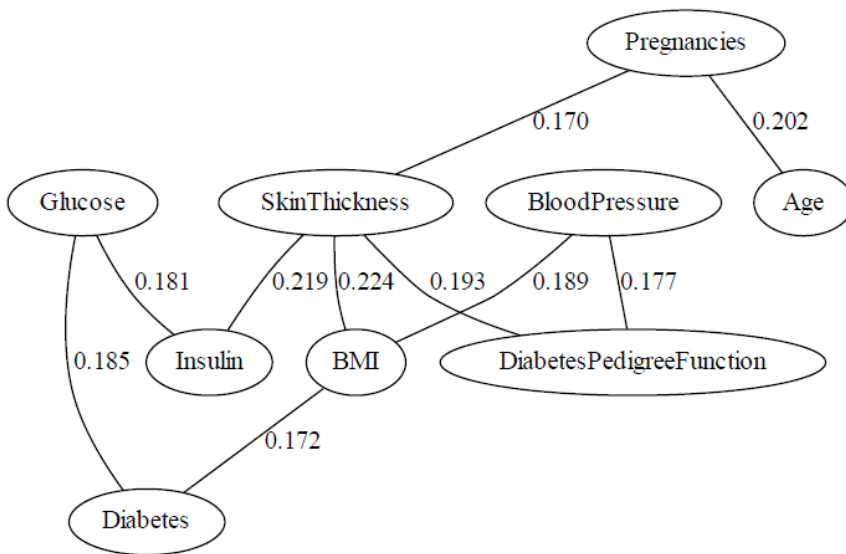 Pregnancies
0.170
0.202
Glucose
SkinThickness
BloodPressure
Age
0.181
0.219
0.224
0.193
0.189
0.177
0.185
Insulin
BMI
DiabetesPedigreeFunction
0.172
Diabetes